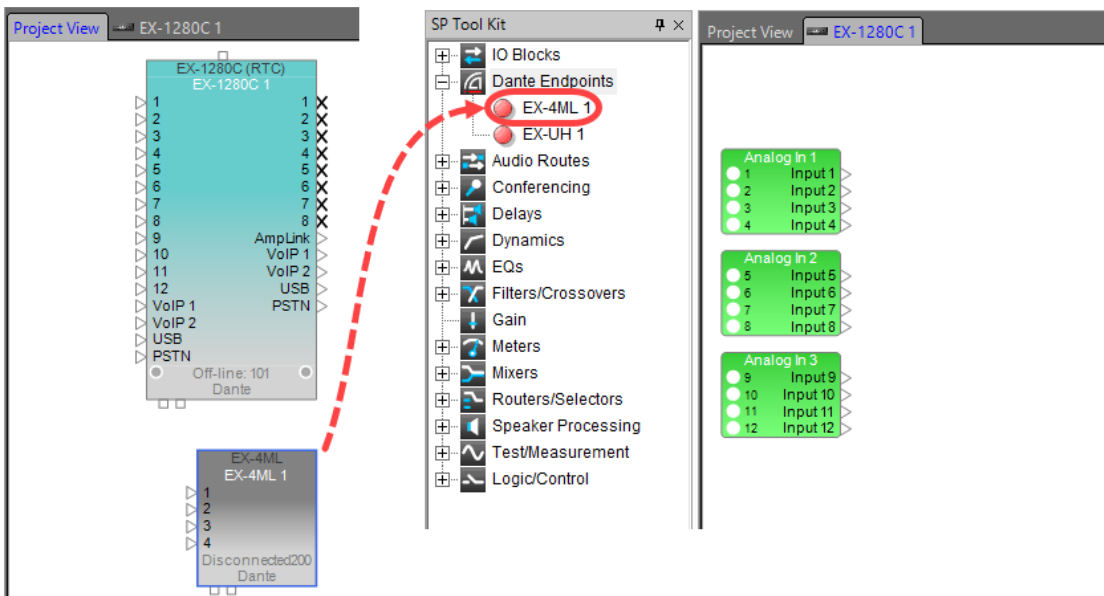 Project View
EX-1280C 1
EX-1280C (RTC)
EX-1280C 1
1 1
2 2
3 3
4 4
5 5
6 6
7 7
8 8
9 AmpLink
10 VoIP 1
11 VoIP 2
12 USB
VoIP 1 PSTN
VoIP 2
USB
PSTN
Off-line: 101
Dante
EX-4ML
EX-4ML 1
1
2
3
4
Disconnected200
Dante
SP Tool Kit
IO Blocks
Dante Endpoints
EX-4ML 1
EX-UH 1
Audio Routes
Conferencing
Delays
Dynamics
EQs
Filters/Crossovers
Gain
Meters
Mixers
Routers/Selectors
Speaker Processing
Test/Measurement
Logic/Control
Project View
EX-1280C 1
Analog In 1
1 Input 1
2 Input 2
3 Input 3
4 Input 4
Analog In 2
5 Input 5
6 Input 6
7 Input 7
8 Input 8
Analog In 3
9 Input 9
10 Input 10
11 Input 11
12 Input 12